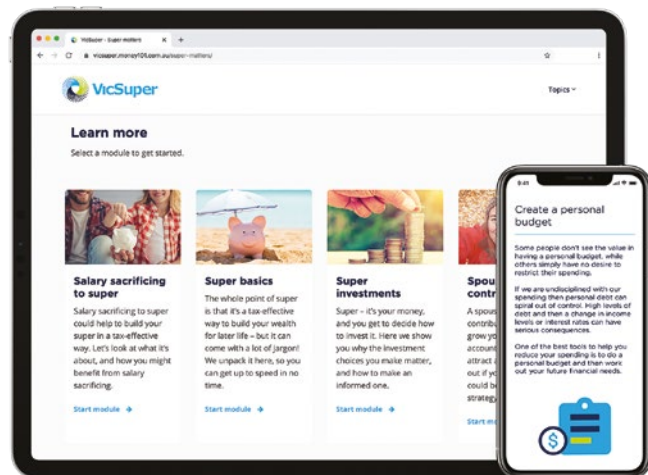 VicSuper - Super matters
vicsuper.money101.com.au/super-matters/
VicSuper
Topics
Learn more
Select a module to get started.
Salary sacrificing
to super
Salary sacrificing to super
could help to build your
super in a tax-effective
way. Let's look at what it's
about, and how you might
benefit from salary
sacrificing.
Start module →
Super basics
The whole point of super
is that it's a tax-effective
way to build your wealth
for later life – but it can
come with a lot of jargon!
We unpack it here, so you
can get up to speed in no
time.
Start module →
Super
investments
Super – it's your money,
and you get to decide how
to invest it. Here we show
you why the investment
choices you make matter,
and how to make an
informed one.
Start module →
Spou
contr
A spous
contribu
grow yo
accoun
attract a
out if yo
could be
strategy
Start mo
9:41
Create a personal
budget
Some people don't see the value in
having a personal budget, while
others simply have no desire to
restrict their spending.
If we are undisciplined with our
spending then personal debt can
spiral out of control. High levels of
debt and then a change in income
levels or interest rates can have
serious consequences.
One of the best tools to help you
reduce your spending is to do a
personal budget and then work
out your future financial needs.
$